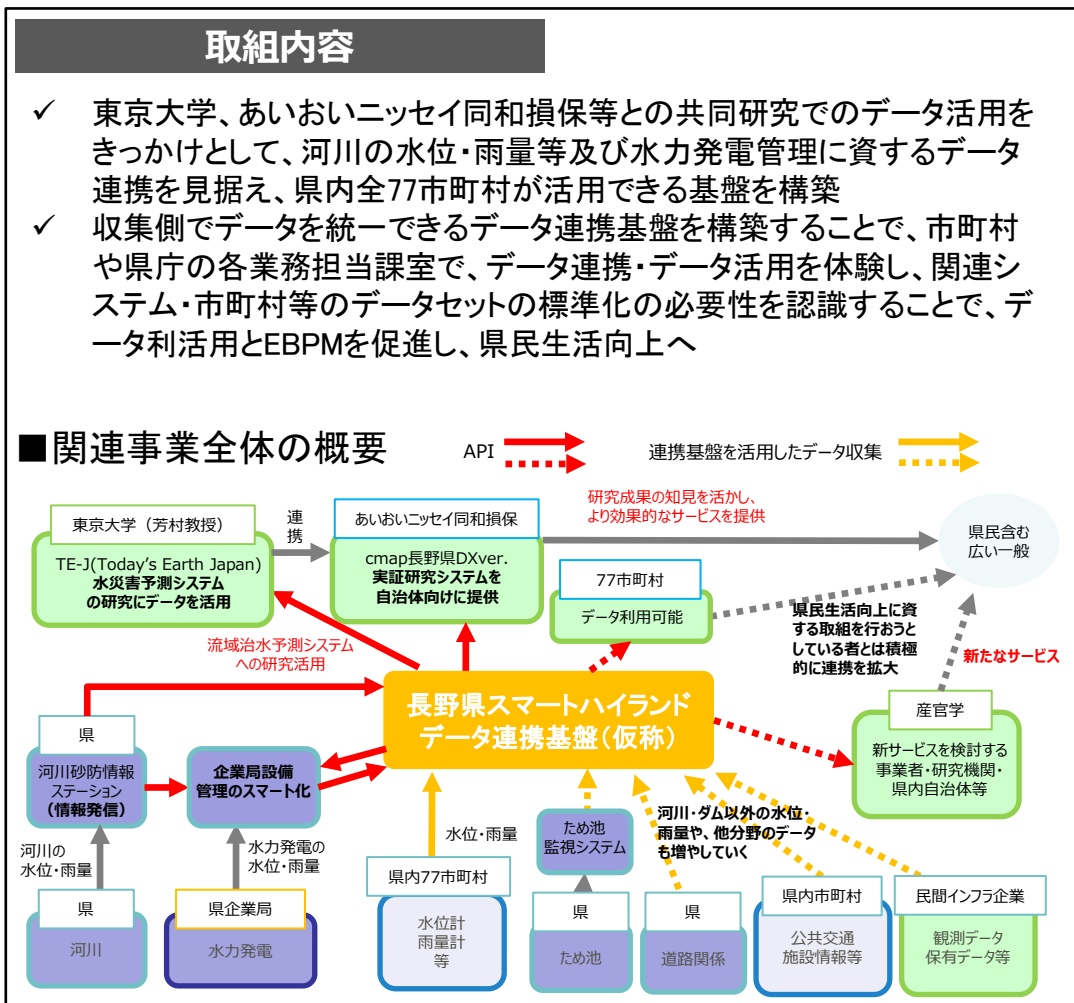 取組内容
✓ 東京大学、あいおいニッセイ同和損保等との共同研究でのデータ活用を
きっかけとして、河川の水位・雨量等及び水力発電管理に資するデータ
連携を見据え、県内全77市町村が活用できる基盤を構築
✓ 収集側でデータを統一できるデータ連携基盤を構築することで、市町村
や県庁の各業務担当課室で、データ連携・データ活用を体験し、関連シ
ステム・市町村等のデータセットの標準化の必要性を認識することで、デ
ータ利活用とEBPMを促進し、県民生活向上へ
■関連事業全体の概要
API
連携基盤を活用したデータ収集
東京大学（芳村教授）
TE-J(Today's Earth Japan)
水災害予測システム
の研究にデータを活用
連
携
あいおいニッセイ同和損保
cmap長野県DXver.
実証研究システムを
自治体向けに提供
研究成果の知見を活かし、
より効果的なサービスを提供
県民含む
広い一般
77市町村
データ利用可能
県民生活向上に資
する取組を行おうと
している者とは積極
的に連携を拡大
新たなサービス
流域治水予測システム
への研究活用
長野県スマートハイランド
データ連携基盤(仮称)
産官学
新サービスを検討する
事業者・研究機関・
県内自治体等
県
河川砂防情報
ステーション
(情報発信)
企業局設備
管理のスマート化
河川の
水位・雨量
水力発電の
水位・雨量
水位・雨量
ため池
監視システム
河川・ダム以外の水位・
雨量や、他分野のデータ
も増やしていく
県
河川
県企業局
水力発電
県内77市町村
水位計
雨量計
等
県
ため池
県
道路関係
県内市町村
公共交通
施設情報等
民間インフラ企業
観測データ
保有データ等